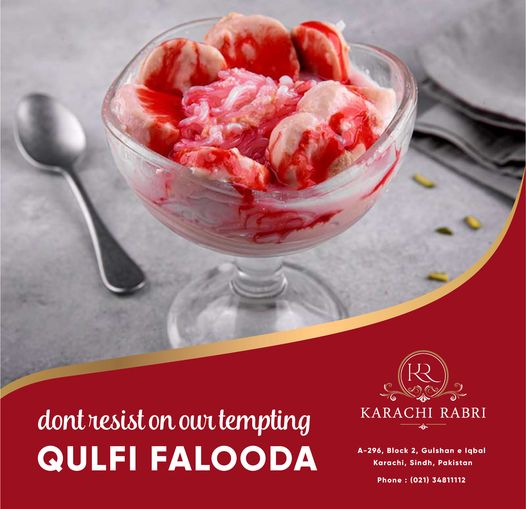 dont resist on our tempting
QULFI FALOODA
KR
KARACHI RABRI
A-296, Block 2, Gulshan e Iqbal
Karachi, Sindh, Pakistan
Phone : (021) 34811112